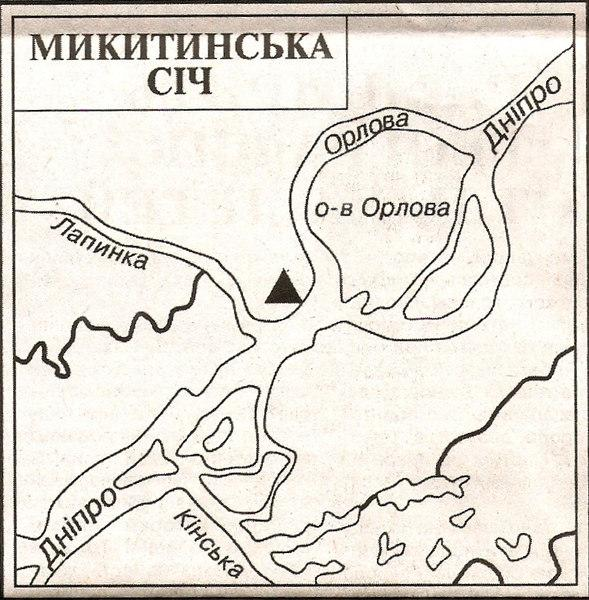 МИКИТИНСЬКА
СІЧ
Орлова
Дніпро
о-в Орлова
Лапинка
Дніпро
кінська